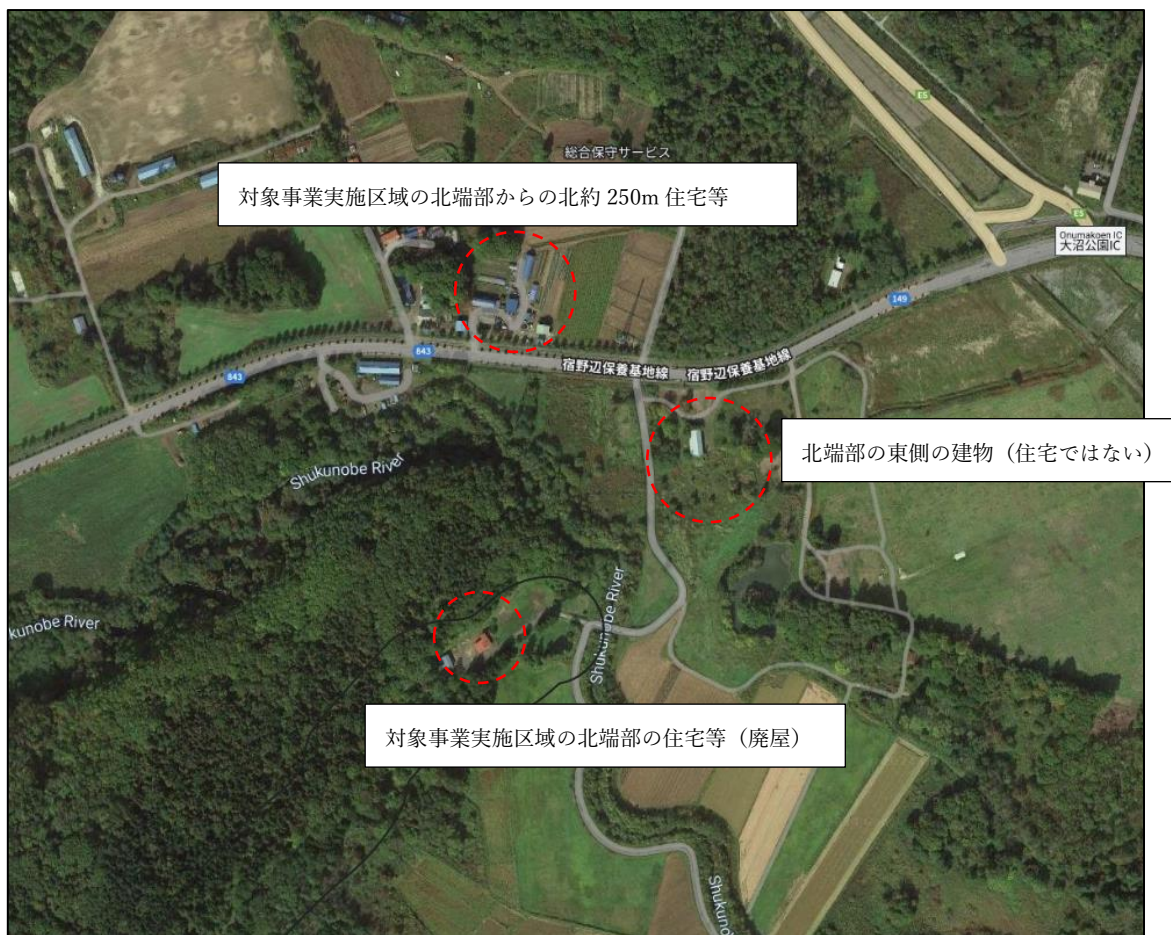 E5
総合保守サービス
対象事業実施区域の北端部からの北約 250m 住宅等
E5
Onumakoen IC
大沼公園IC
149
843
宿野辺保養基地線
宿野辺保養基地線
843
北端部の東側の建物（住宅ではない）
Shukunobe River
Shukunobe River
kunobe River
対象事業実施区域の北端部の住宅等（廃屋）
Shukuno